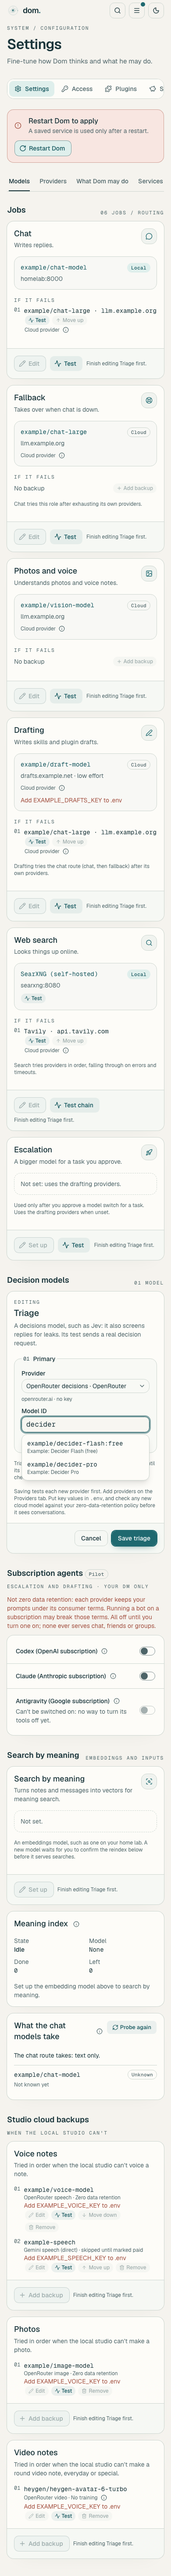 dom.
SYSTEM / CONFIGURATION
Settings
Fine-tune how Dom thinks and what he may do.
Settings
Access
Plugins
S
Restart Dom to apply
A saved service is used only after a restart.
Restart Dom
Models
Providers
What Dom may do
Services
Jobs
08 JOBS / ROUTING
Chat
Writes replies.
example/chat-model
Local
homelab:8000
IF IT FAILS
01 example/chat-large · llm.example.org
Test
Move up
Cloud provider
Edit
Test
Finish editing Triage first.
Fallback
Takes over when chat is down.
example/chat-large
Cloud
llm.example.org
Cloud provider
IF IT FAILS
No backup
Add backup
Chat tries this role after exhausting its own providers.
Edit
Test
Finish editing Triage first.
Photos and voice
Understands photos and voice notes.
example/vision-model
Cloud
llm.example.org
Cloud provider
IF IT FAILS
No backup
Add backup
Edit
Test
Finish editing Triage first.
Drafting
Writes skills and plugin drafts.
example/draft-model
Cloud
drafts.example.net · low effort
Cloud provider
Add EXAMPLE_DRAFTS_KEY to .env
IF IT FAILS
01 example/chat-large · llm.example.org
Test
Move up
Cloud provider
Drafting tries the chat route (chat, then fallback) after its own providers.
Edit
Test
Finish editing Triage first.
Web search
Looks things up online.
SearXNG (self-hosted)
Local
searxng:8080
Test
IF IT FAILS
01 Tavily · api.tavily.com
Test
Move up
Cloud provider
Search tries providers in order, falling through on errors and timeouts.
Edit
Test chain
Finish editing Triage first.
Escalation
A bigger model for a task you approve.
Not set: uses the drafting providers.
Used only after you approve a model switch for a task. Uses the drafting providers when unset.
Set up
Test
Finish editing Triage first.
Decision models
01 MODEL
EDITING
Triage
A decisions model, such as Jev: it also screens replies for leaks. Its test sends a real decision request.
01 Primary
Provider
OpenRouter decisions · OpenRouter
openrouter.ai · no key
Model ID
decider
example/decider-flash:free
Example: Decider Flash (free)
example/decider-pro
Example: Decider Pro
Saving tests each new provider first. Add keys on the Providers tab. Put key values in .env, and check any new cloud model against your zero-data-retention policy before it sees conversations.
Cancel
Save triage
Subscription agents
Pilot
ESCALATION AND DRAFTING · YOUR DM ONLY
Not zero data retention: each provider keeps your prompts under its consumer terms. Running a bot on a subscription may break those terms. All off until you turn one on; none ever serves chat, friends or groups.
Codex (OpenAI subscription)
Claude (Anthropic subscription)
Antigravity (Google subscription)
Can't be switched on: no way to turn its tools off yet.
Search by meaning
EMBEDDINGS AND INPUTS
Search by meaning
Turns notes and messages into vectors for meaning search.
Not set.
An embeddings model, such as one on your home lab. A new model waits for you to confirm the reindex below before it serves searches.
Set up
Finish editing Triage first.
Meaning index
State
Idle
Model
None
Done
0
Left
0
Set up the embedding model above to search by meaning.
What the chat models take
Probe again
The chat route takes: text only.
example/chat-model
Unknown
Not known yet
Studio cloud backups
WHEN THE LOCAL STUDIO CAN'T
Voice notes
Tried in order when the local studio can't voice a note.
01 example/voice-model
OpenRouter speech · Zero data retention
Add EXAMPLE_VOICE_KEY to .env
Edit
Test
Move down
Remove
02 example-speech
Gemini speech (direct) · skipped until marked paid
Add EXAMPLE_SPEECH_KEY to .env
Edit
Test
Move up
Remove
Add backup
Finish editing Triage first.
Photos
Tried in order when the local studio can't make a photo.
01 example/image-model
OpenRouter image · Zero data retention
Add EXAMPLE_VOICE_KEY to .env
Edit
Test
Remove
Add backup
Finish editing Triage first.
Video notes
Tried in order when the local studio can't make a round video note, everyday or special.
01 heygen/heygen-avatar-6-turbo
OpenRouter video · No training
Add EXAMPLE_VOICE_KEY to .env
Edit
Test
Remove
Add backup
Finish editing Triage first.